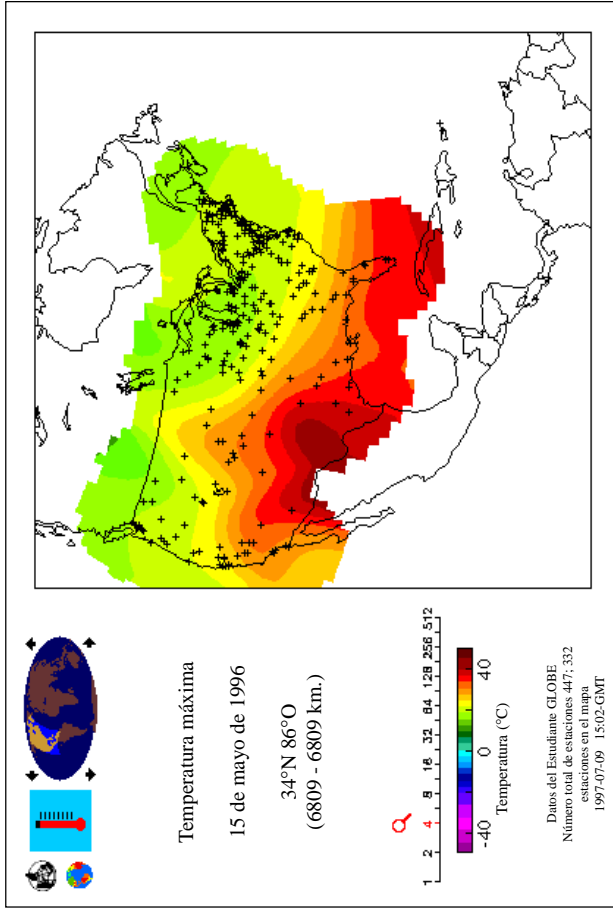 Temperatura máxima
15 de mayo de 1996
34°N 86°O
(6809 - 6809 km.)
1 2 4 8 16 32 64 128 256 512
-40 0 40
Temperatura (°C)
Datos del Estudiante GLOBE
Número total de estaciones 447; 332
estaciones en el mapa
1997-07-09 15:02-GMT